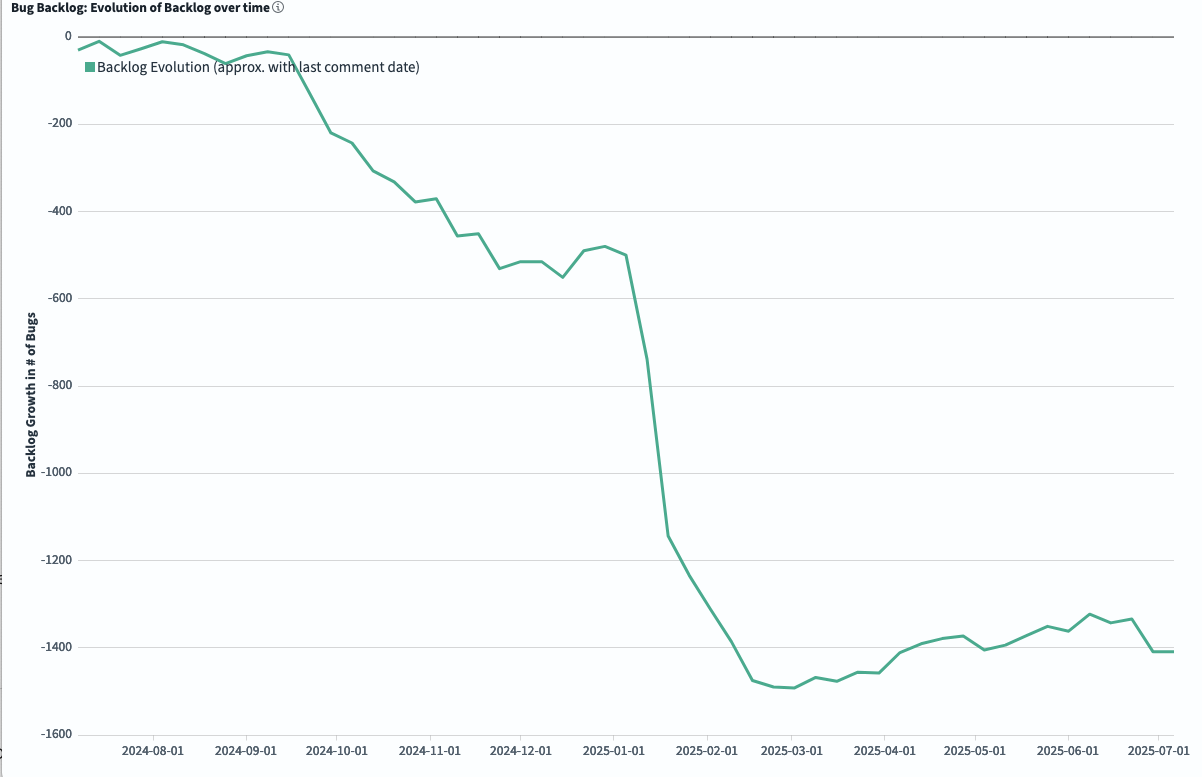 Bug Backlog: Evolution of Backlog over time ⓘ
0
Backlog Evolution (approx. with last comment date)
-200
-400
-600
-800
-1000
-1200
-1400
-1600
Backlog Growth in # of Bugs
2024-08-01 2024-09-01 2024-10-01 2024-11-01 2024-12-01 2025-01-01 2025-02-01 2025-03-01 2025-04-01 2025-05-01 2025-06-01 2025-07-01